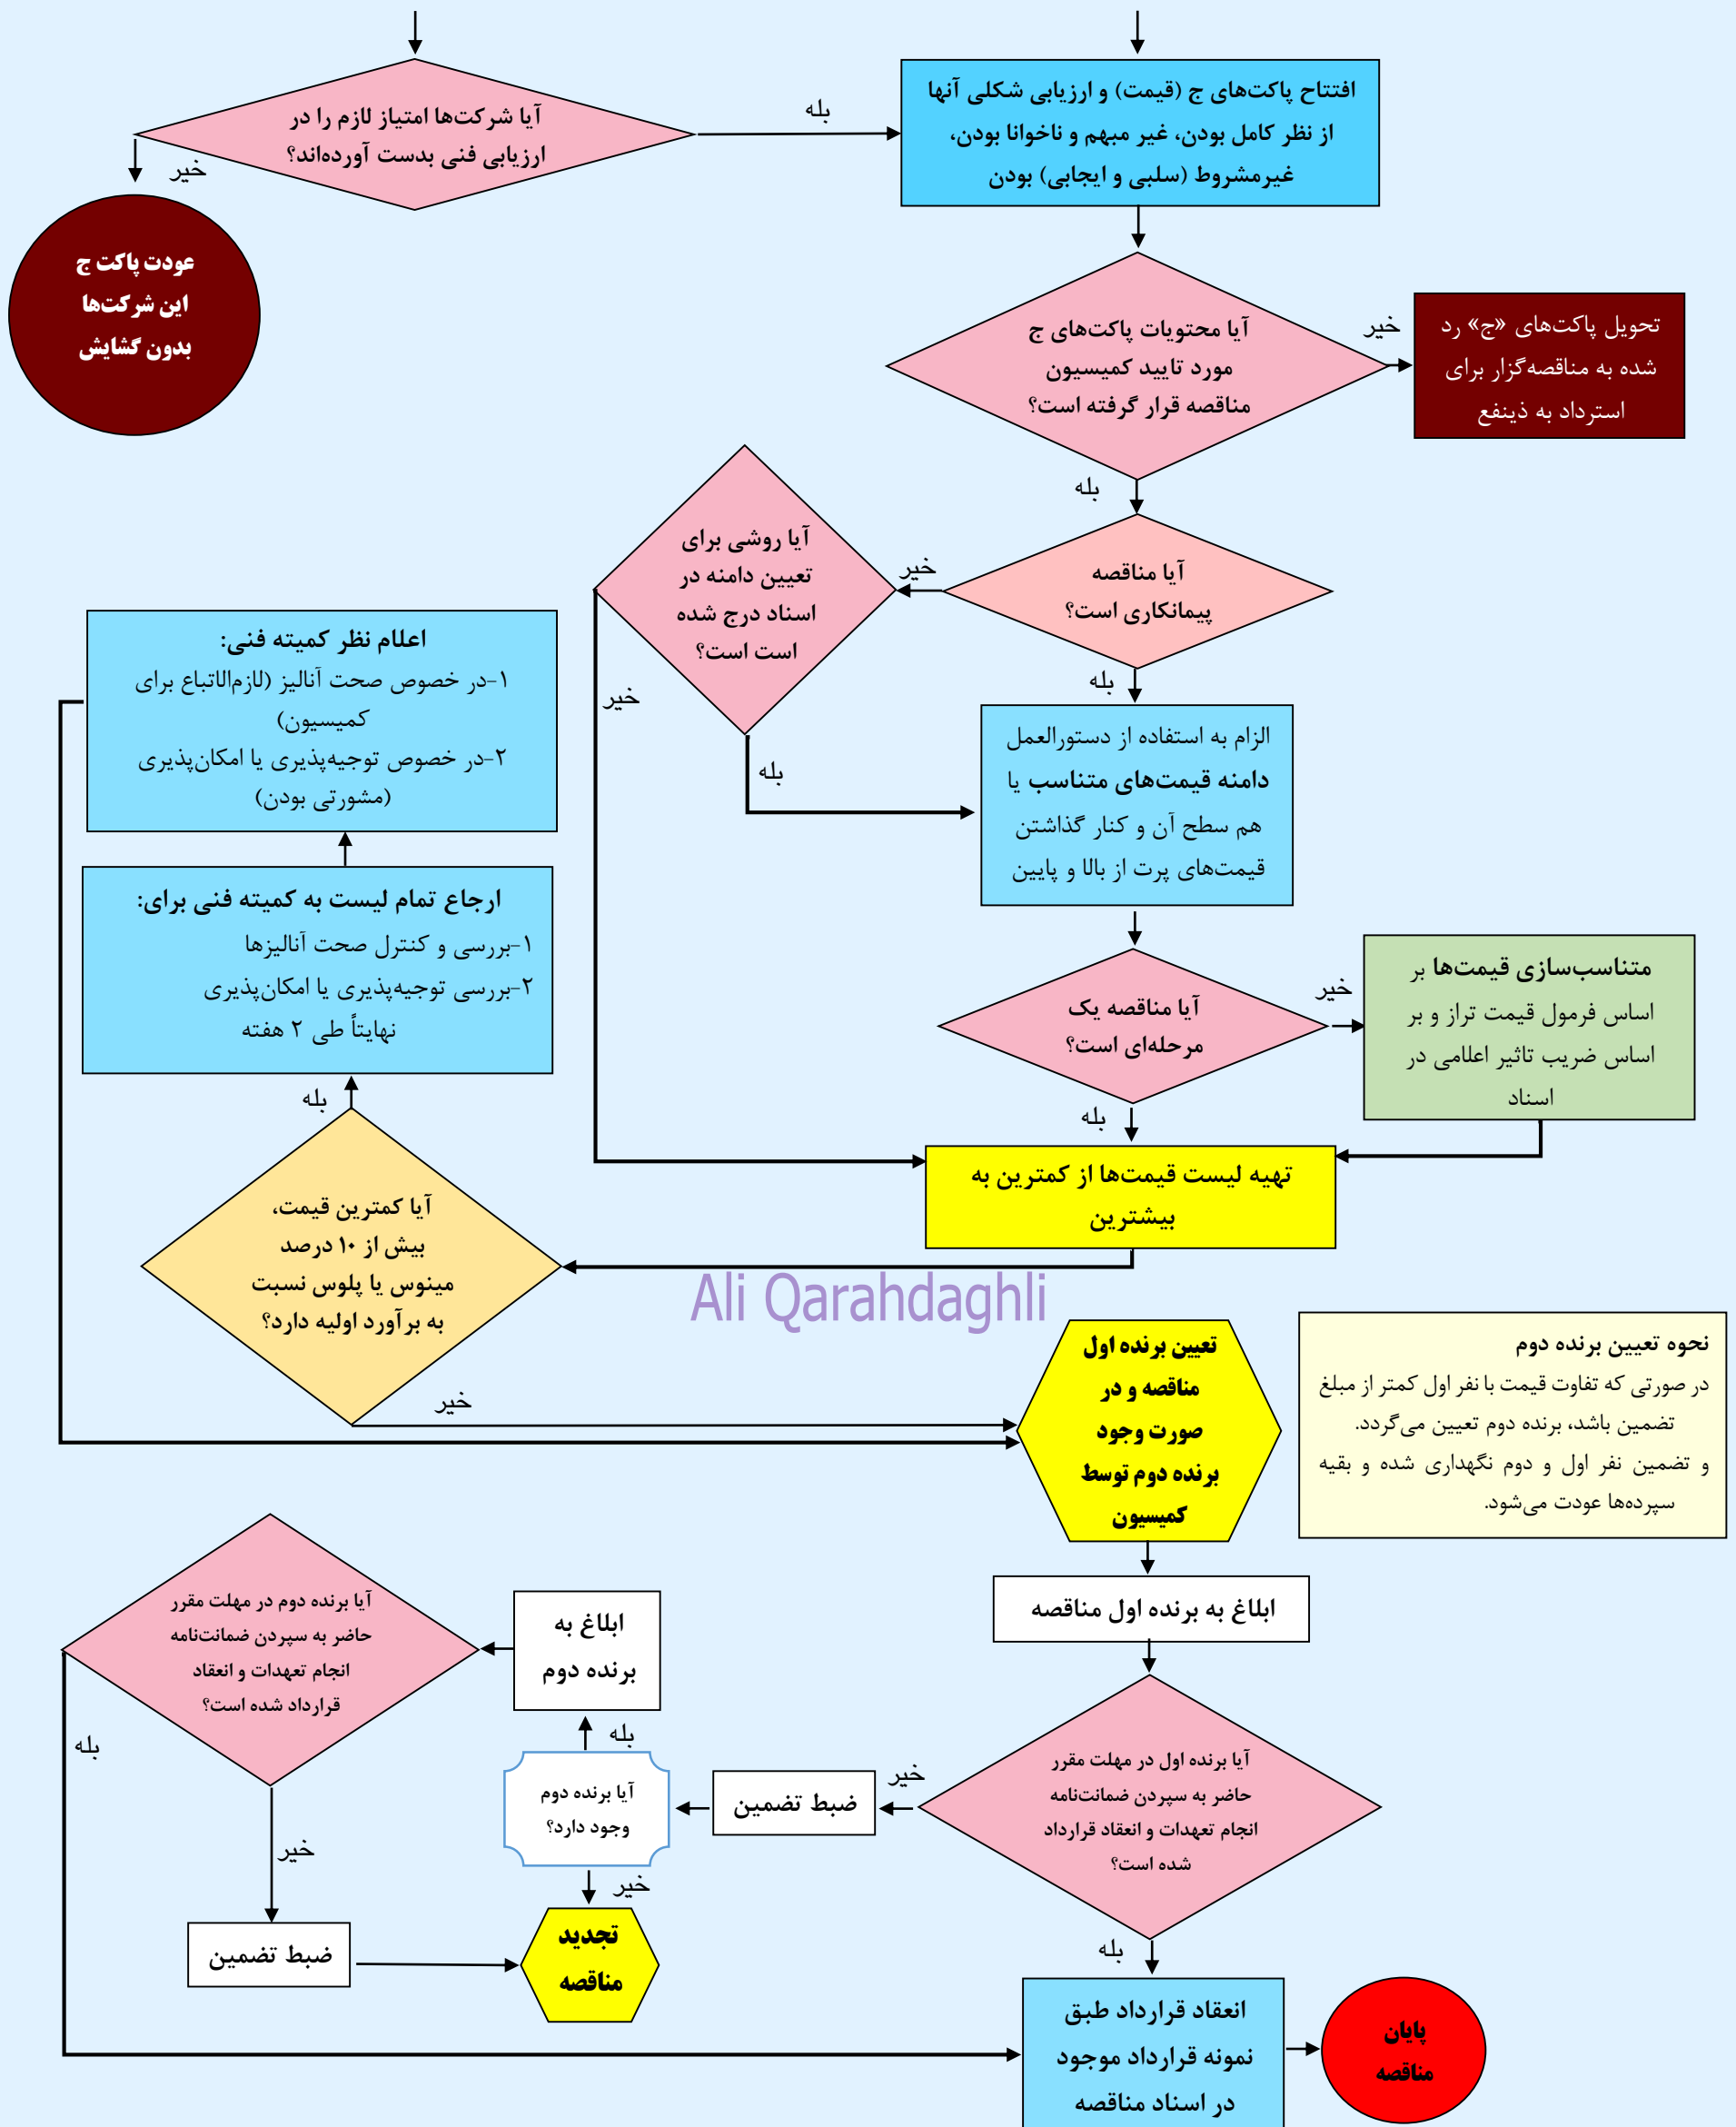 آیا شرکت‌ها امتیاز لازم را در
ارزیابی فنی بدست آورده‌اند؟
بله
خیر
عودت پاکت ج
این شرکت‌ها
بدون گشایش
افتتاح پاکت‌های ج (قیمت) و ارزیابی شکلی آنها
از نظر کامل بودن، غیر مبهم و ناخوانا بودن،
غیرمشروط (سلبی و ایجابی) بودن
آیا محتویات پاکت‌های ج
مورد تایید کمیسیون
مناقصه قرار گرفته است؟
خیر
تحویل پاکت‌های «ج» رد
شده به مناقصه‌گزار برای
استرداد به ذینفع
بله
آیا مناقصه
پیمانکاری است؟
خیر
آیا روشی برای
تعیین دامنه در
اسناد درج شده
است است؟
خیر
بله
بله
الزام به استفاده از دستورالعمل
دامنه قیمت‌های متناسب یا
هم سطح آن و کنار گذاشتن
قیمت‌های پرت از بالا و پایین
آیا مناقصه یک
مرحله‌ای است؟
خیر
متناسب‌سازی قیمت‌ها بر
اساس فرمول قیمت تراز و بر
اساس ضریب تاثیر اعلامی در
اسناد
بله
تهیه لیست قیمت‌ها از کمترین به
بیشترین
آیا کمترین قیمت،
بیش از ۱۰ درصد
مینوس یا پلوس نسبت
به برآورد اولیه دارد؟
بله
ارجاع تمام لیست به کمیته فنی برای:
۱-بررسی و کنترل صحت آنالیزها
۲-بررسی توجیه‌پذیری یا امکان‌پذیری
نهایتاً طی ۲ هفته
اعلام نظر کمیته فنی:
۱-در خصوص صحت آنالیز (لازم‌الاتباع برای
کمیسیون)
۲-در خصوص توجیه‌پذیری یا امکان‌پذیری
(مشورتی بودن)
خیر
Ali Qarahdaghli
تعیین برنده اول
مناقصه و در
صورت وجود
برنده دوم توسط
کمیسیون
نحوه تعیین برنده دوم
در صورتی که تفاوت قیمت با نفر اول کمتر از مبلغ
تضمین باشد، برنده دوم تعیین می‌گردد.
و تضمین نفر اول و دوم نگهداری شده و بقیه
سپرده‌ها عودت می‌شود.
ابلاغ به برنده اول مناقصه
آیا برنده اول در مهلت مقرر
حاضر به سپردن ضمانت‌نامه
انجام تعهدات و انعقاد قرارداد
شده است؟
خیر
ضبط تضمین
آیا برنده دوم
وجود دارد؟
بله
ابلاغ به
برنده دوم
آیا برنده دوم در مهلت مقرر
حاضر به سپردن ضمانت‌نامه
انجام تعهدات و انعقاد
قرارداد شده است؟
بله
خیر
ضبط تضمین
خیر
تجدید
مناقصه
بله
انعقاد قرارداد طبق
نمونه قرارداد موجود
در اسناد مناقصه
پایان
مناقصه